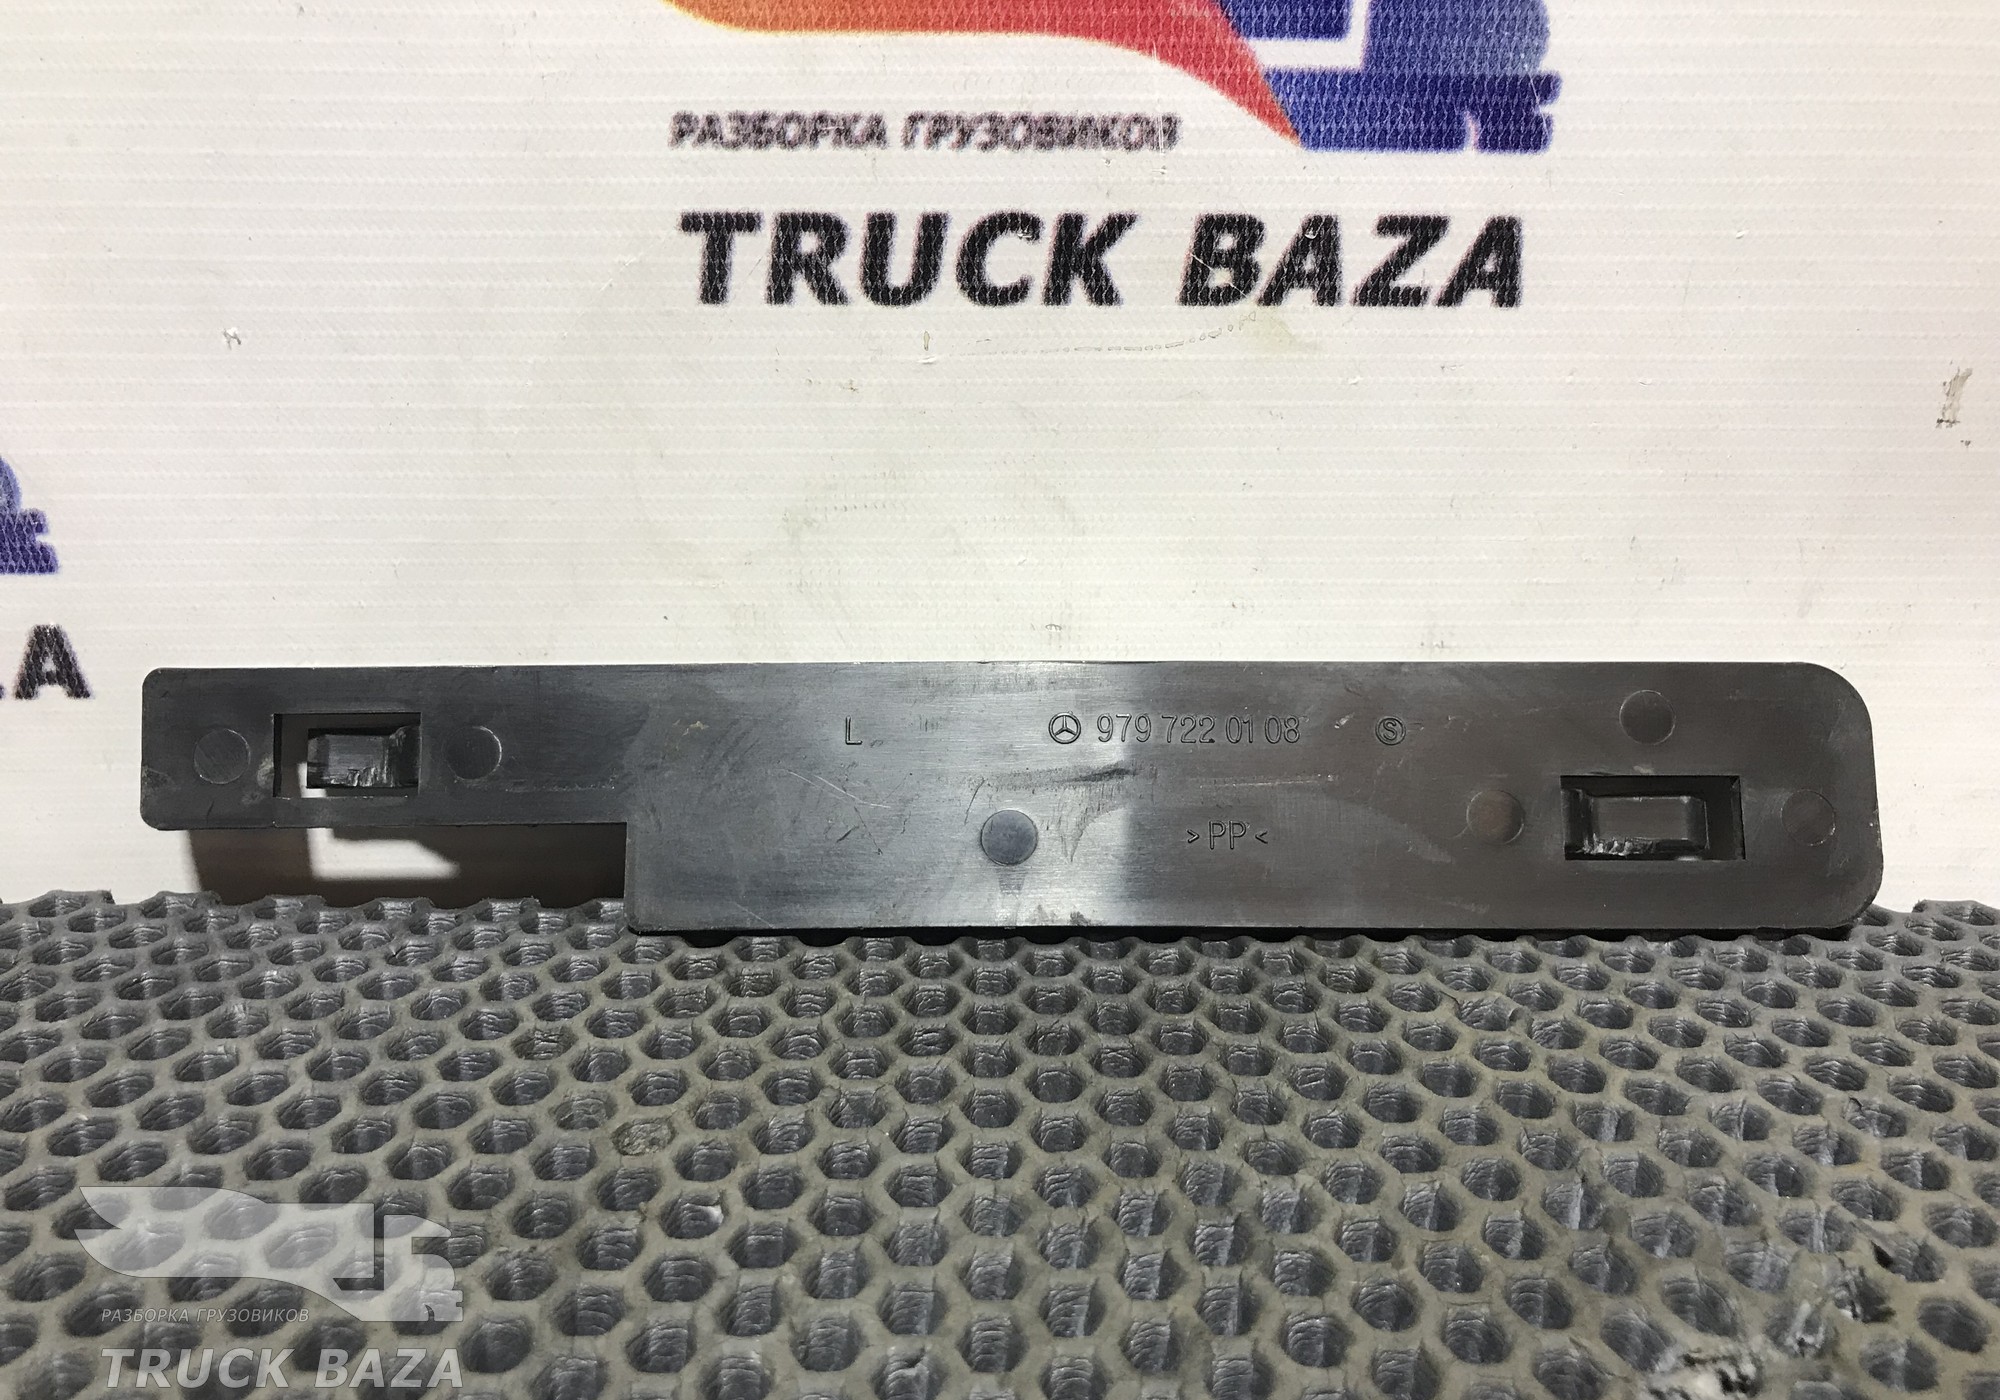 РАЗБОРКА ГРУЗОВИКОВ
TRUCK BAZA
.A
L 979 722 01 08 S
>PP<
РАЗБОРКА ГРУЗОВИКОВ
TRUCK BAZA